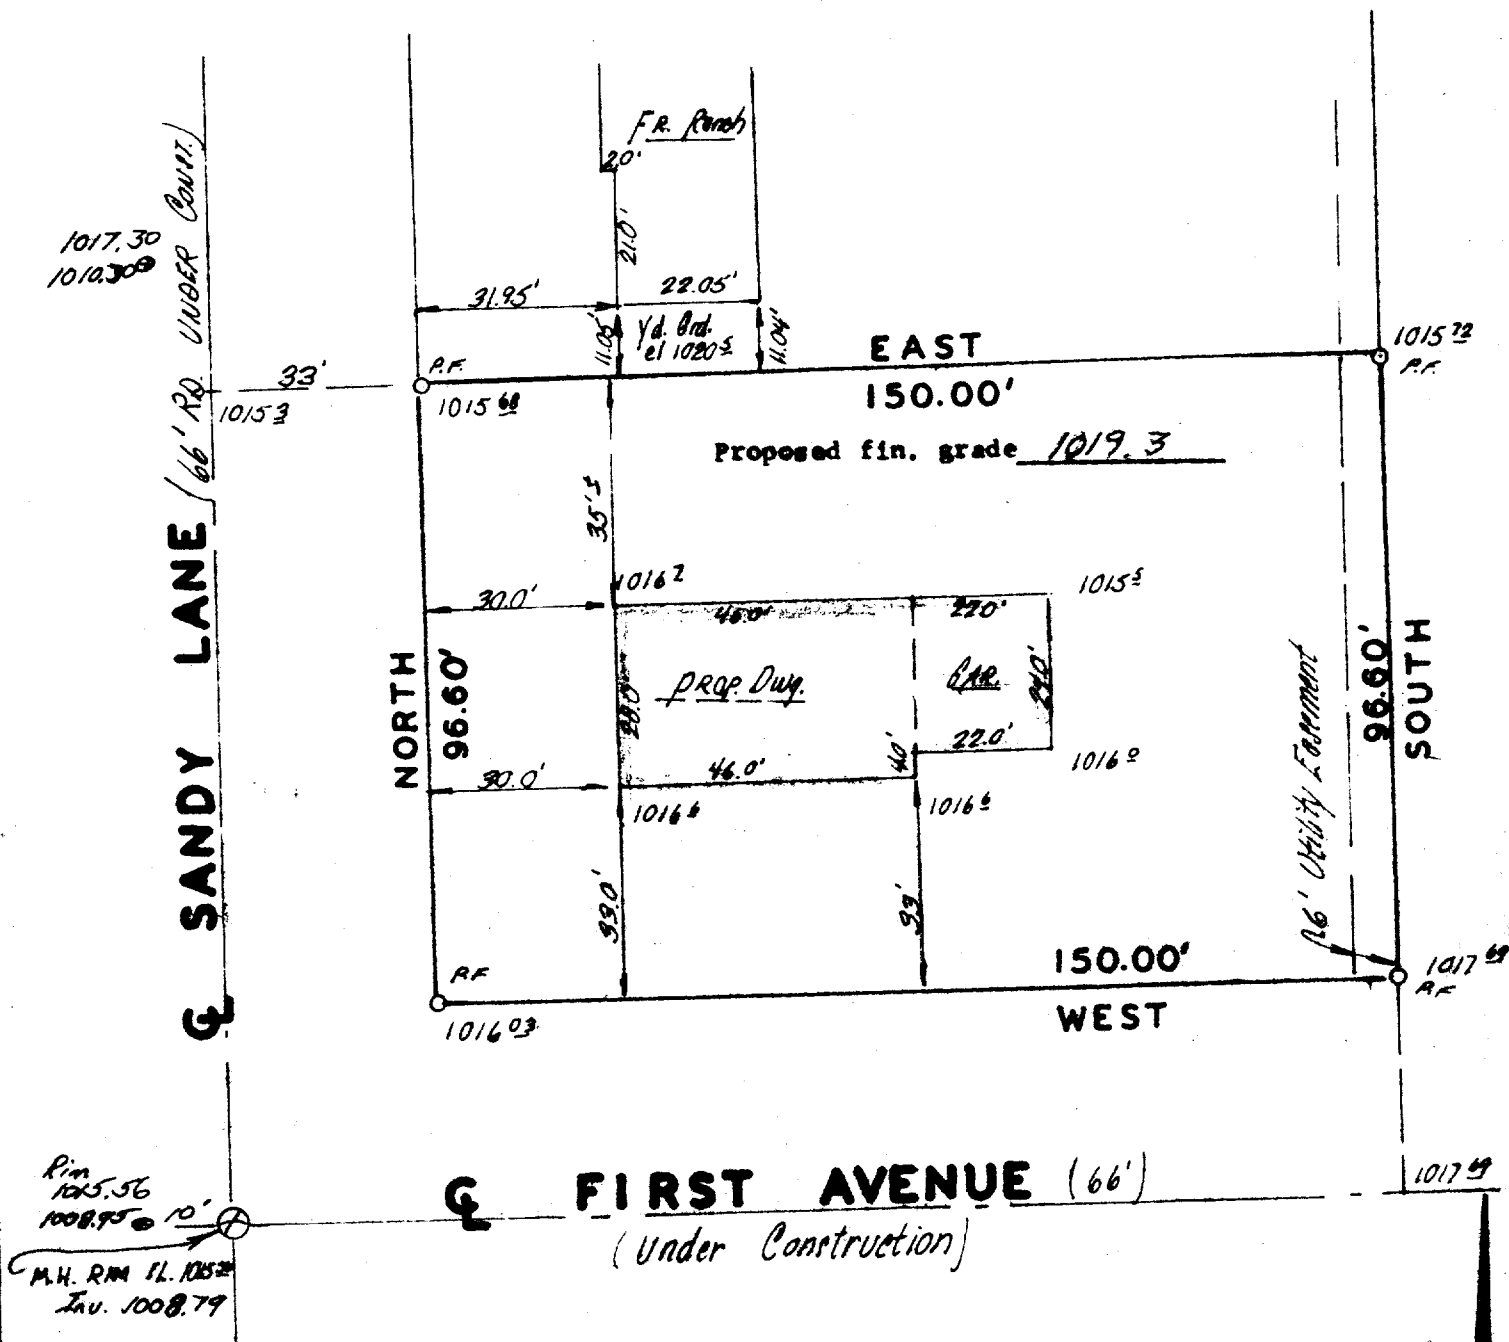 FR. Ranch
20'
21.0'
1017.30
1010.30
31.95'
22.05'
11.05'
Yd. Grd.
el 1020 5
11.04'
EAST
150.00'
1015 72
P.F.
33'
P.F.
1015 3
1015 68
Proposed fin. grade 1019.3
35' 5
SANDY LANE (66' RD. UNDER CONST.)
30.0'
1016 7
46.0'
22.0'
1015 5
NORTH
96.60'
28.0'
PROP. Dwg.
GAR.
24.0'
96.60'
SOUTH
30.0'
46.0'
4.0'
22.0'
1016 0
1016 6
1016 6
6' Utility Easement
33.0'
33'
P.F.
150.00'
WEST
1017 69
P.F.
1016 03
Rim
1015.56
1008.95
10'
℄ FIRST AVENUE (66')
(Under Construction)
1017 49
M.H. RIM EL.
Inv. 1008.79